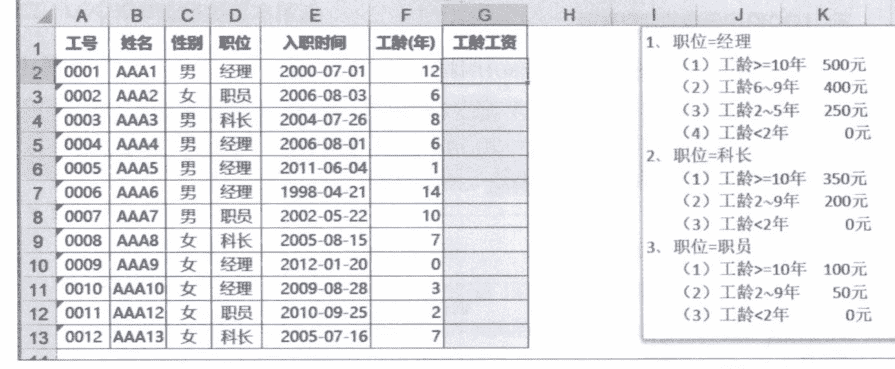 A B C D E F G H I J K
1 工号 姓名 性别 职位 入职时间 工龄(年) 工龄工资
2 0001 AAA1 男 经理 2000-07-01 12
3 0002 AAA2 女 职员 2006-08-03 6
4 0003 AAA3 男 科长 2004-07-26 8
5 0004 AAA4 男 经理 2006-08-01 6
6 0005 AAA5 男 经理 2011-06-04 1
7 0006 AAA6 男 经理 1998-04-21 14
8 0007 AAA7 男 职员 2002-05-22 10
9 0008 AAA8 女 科长 2005-08-15 7
10 0009 AAA9 女 经理 2012-01-20 0
11 0010 AAA10 女 经理 2009-08-28 3
12 0011 AAA12 女 职员 2010-09-25 2
13 0012 AAA13 女 科长 2005-07-16 7
1、职位=经理
（1）工龄>=10年 500元
（2）工龄6~9年 400元
（3）工龄2~5年 250元
（4）工龄<2年 0元
2、职位=科长
（1）工龄>=10年 350元
（2）工龄2~9年 200元
（3）工龄<2年 0元
3、职位=职员
（1）工龄>=10年 100元
（2）工龄2~9年 50元
（3）工龄<2年 0元